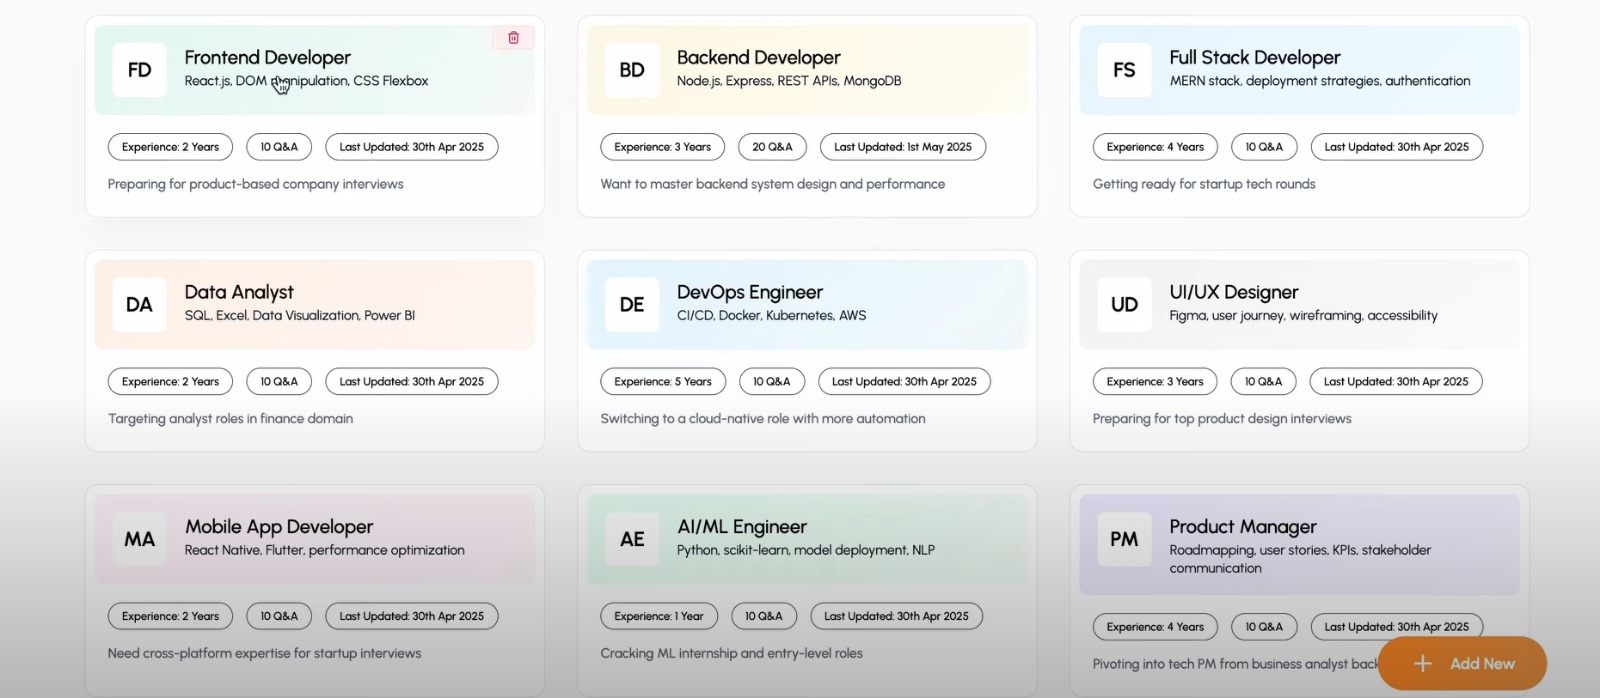 FD
Frontend Developer
React.js, DOM manipulation, CSS Flexbox
Experience: 2 Years
10 Q&A
Last Updated: 30th Apr 2025
Preparing for product-based company interviews
BD
Backend Developer
Node.js, Express, REST APIs, MongoDB
Experience: 3 Years
20 Q&A
Last Updated: 1st May 2025
Want to master backend system design and performance
FS
Full Stack Developer
MERN stack, deployment strategies, authentication
Experience: 4 Years
10 Q&A
Last Updated: 30th Apr 2025
Getting ready for startup tech rounds
DA
Data Analyst
SQL, Excel, Data Visualization, Power BI
Experience: 2 Years
10 Q&A
Last Updated: 30th Apr 2025
Targeting analyst roles in finance domain
DE
DevOps Engineer
CI/CD, Docker, Kubernetes, AWS
Experience: 5 Years
10 Q&A
Last Updated: 30th Apr 2025
Switching to a cloud-native role with more automation
UD
UI/UX Designer
Figma, user journey, wireframing, accessibility
Experience: 3 Years
10 Q&A
Last Updated: 30th Apr 2025
Preparing for top product design interviews
MA
Mobile App Developer
React Native, Flutter, performance optimization
Experience: 2 Years
10 Q&A
Last Updated: 30th Apr 2025
Need cross-platform expertise for startup interviews
AE
AI/ML Engineer
Python, scikit-learn, model deployment, NLP
Experience: 1 Year
10 Q&A
Last Updated: 30th Apr 2025
Cracking ML internship and entry-level roles
PM
Product Manager
Roadmapping, user stories, KPIs, stakeholder
communication
Experience: 4 Years
10 Q&A
Last Updated: 30th Apr 2025
Pivoting into tech PM from business analyst
Add New